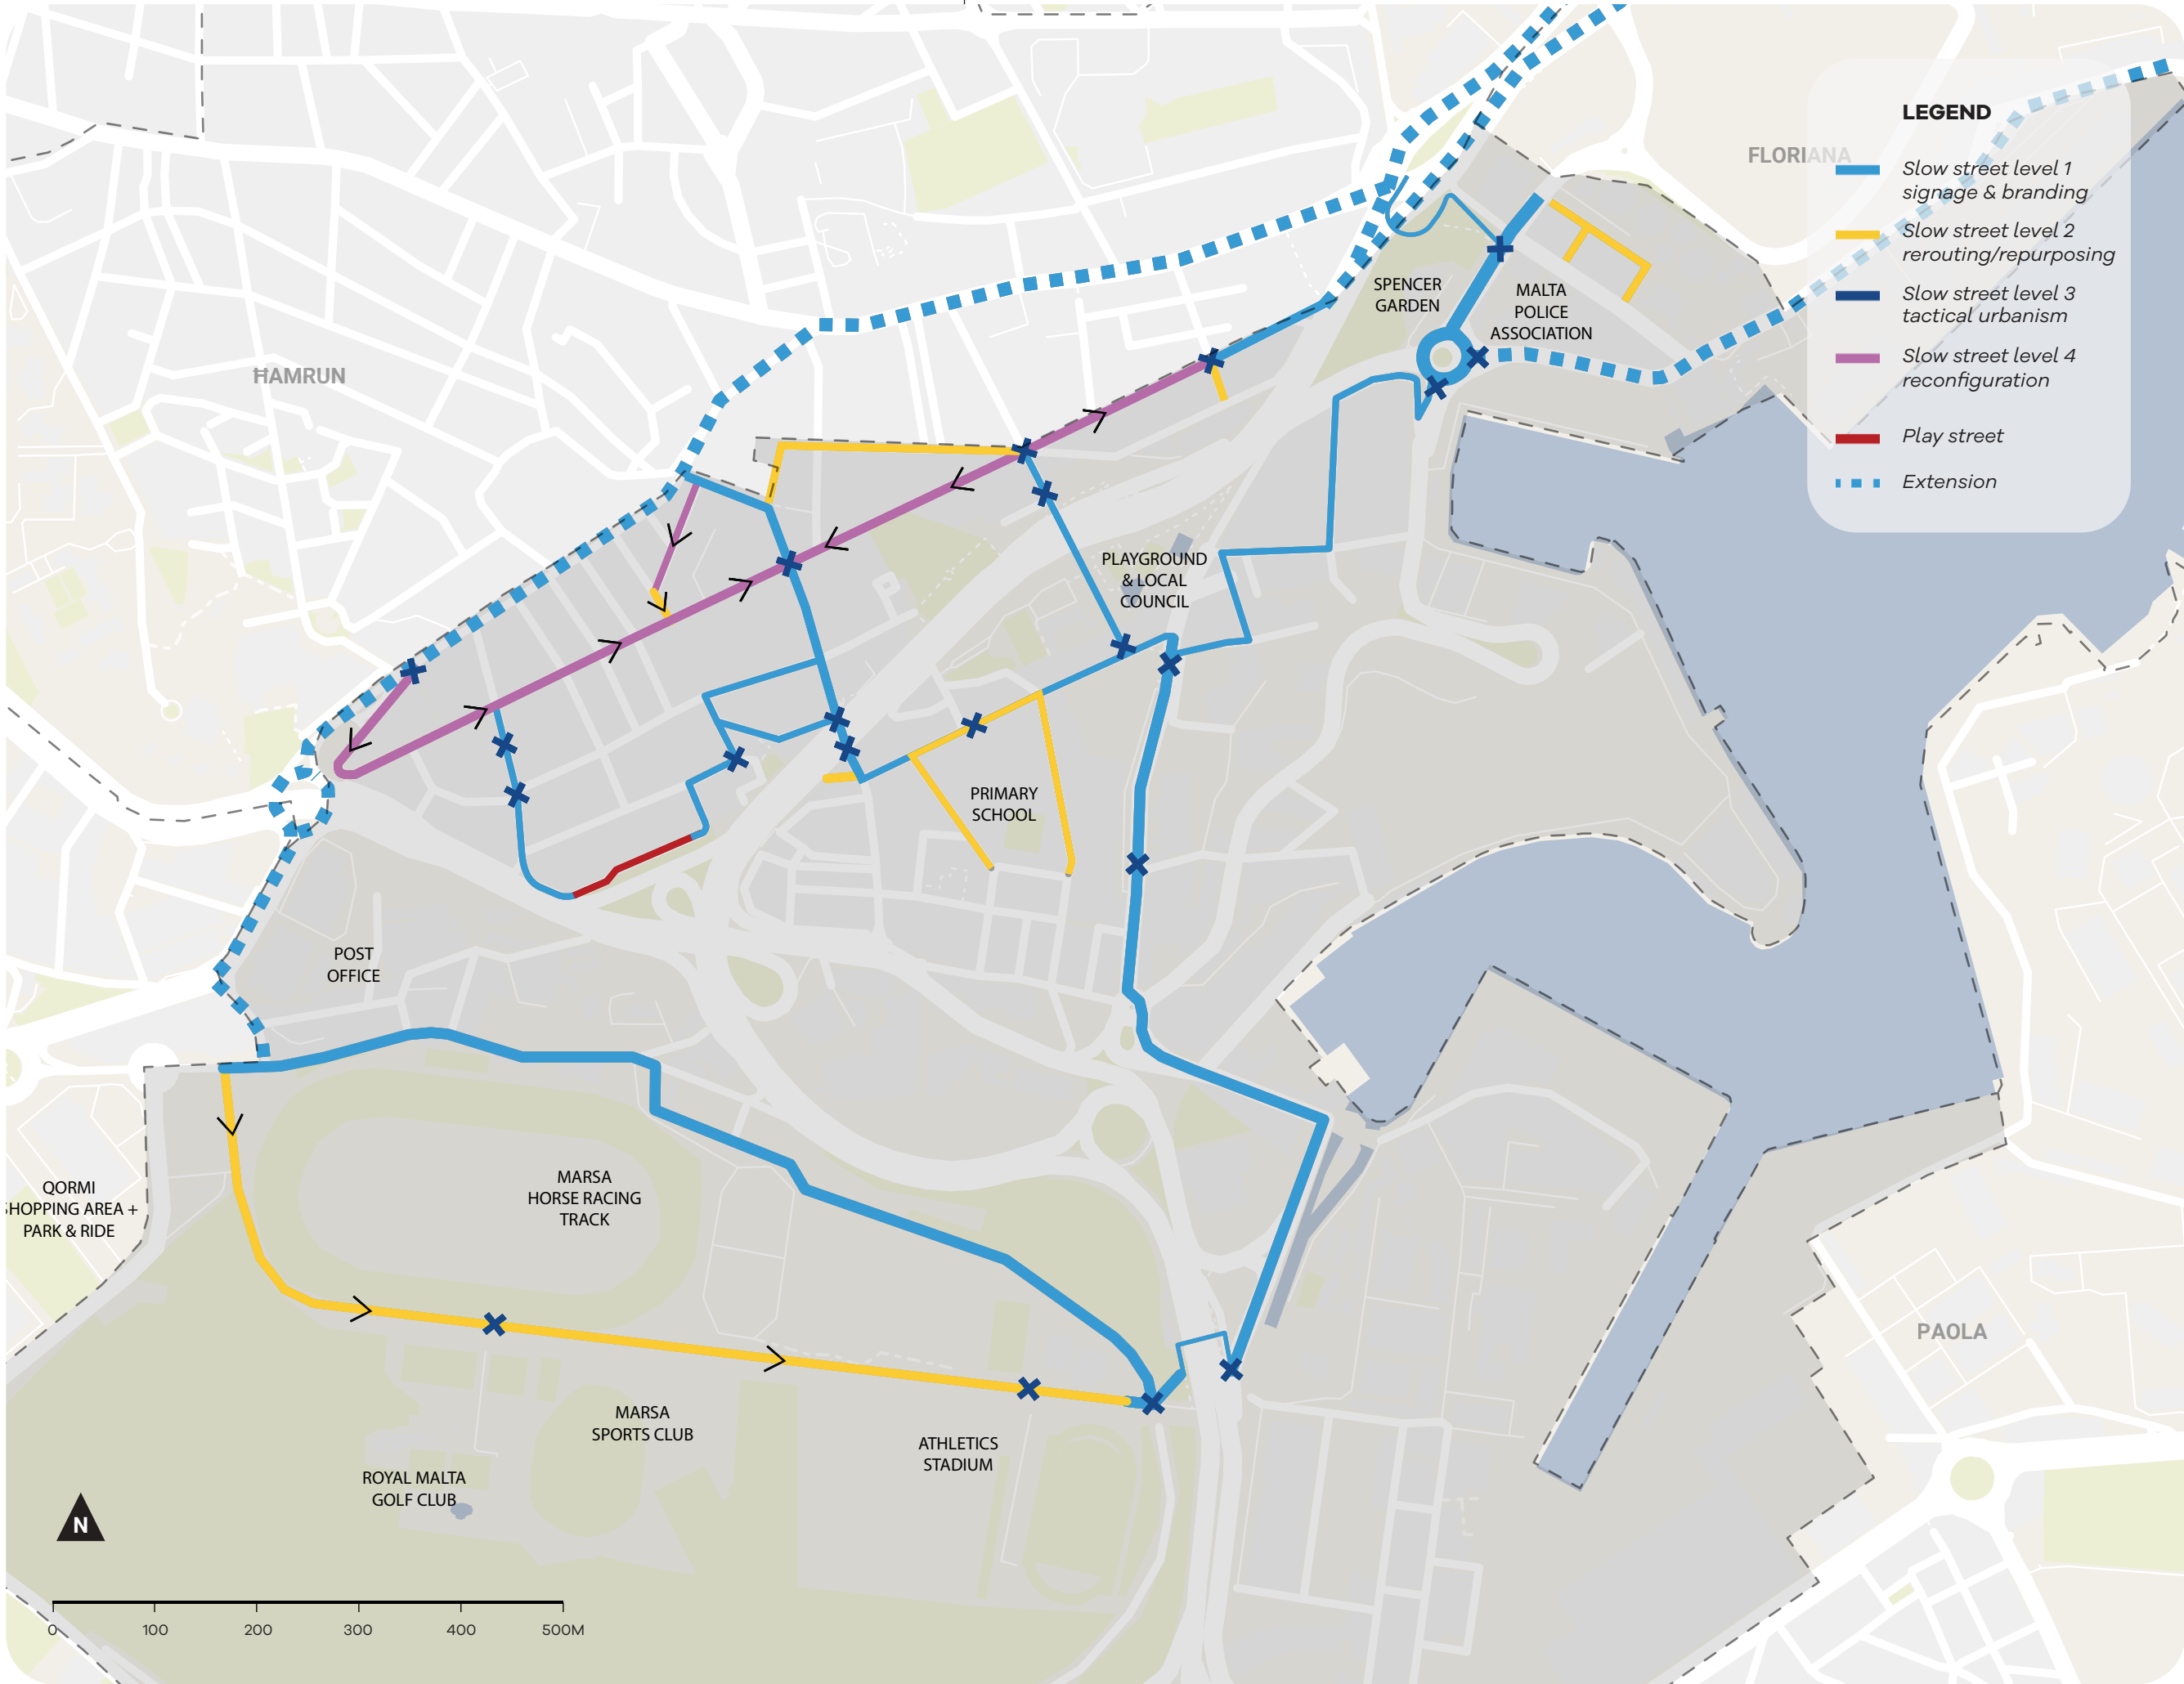 LEGEND
FLORIANA
Slow street level 1
signage & branding
Slow street level 2
rerouting/repurposing
Slow street level 3
tactical urbanism
Slow street level 4
reconfiguration
Play street
Extension
SPENCER
GARDEN
MALTA
POLICE
ASSOCIATION
ĦAMRUN
PLAYGROUND
& LOCAL
COUNCIL
PRIMARY
SCHOOL
POST
OFFICE
MARSA
HORSE RACING
TRACK
QORMI
SHOPPING AREA +
PARK & RIDE
PAOLA
MARSA
SPORTS CLUB
ATHLETICS
STADIUM
ROYAL MALTA
GOLF CLUB
N
0 100 200 300 400 500M